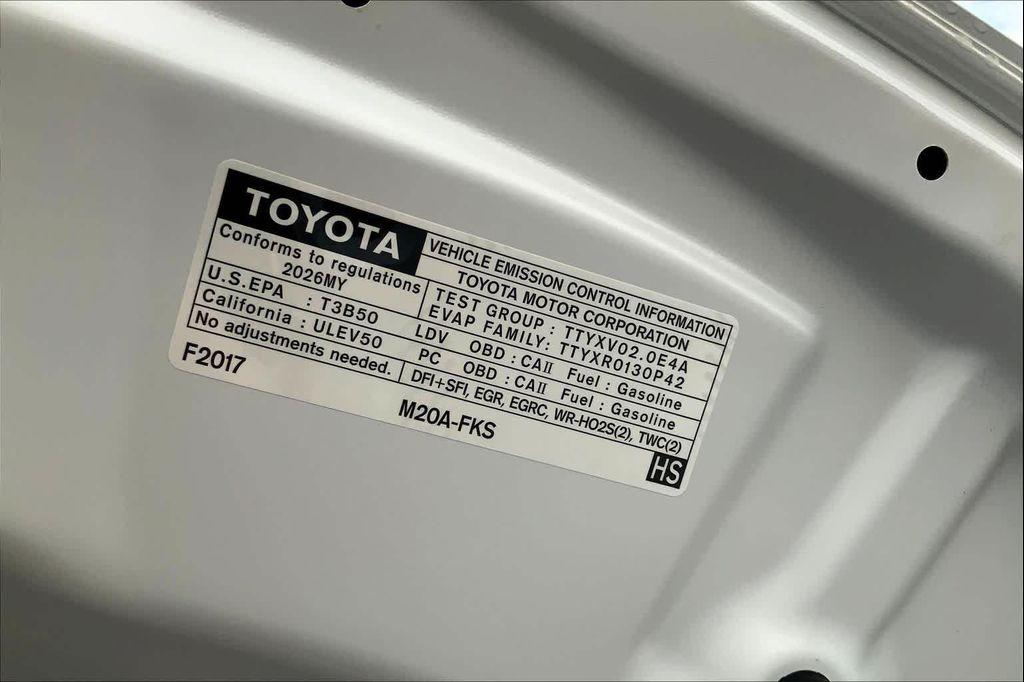 TOYOTA
VEHICLE EMISSION CONTROL INFORMATION
Conforms to regulations
2026MY
TOYOTA MOTOR CORPORATION
TEST GROUP : TTYXV02.0E4A
EVAP FAMILY: TTYXR0130P42
U.S.EPA : T3B50 LDV OBD : CAII Fuel : Gasoline
California : ULEV50 PC OBD : CAII Fuel : Gasoline
No adjustments needed. DFI+SFI, EGR, EGRC, WR-HO2S(2), TWC(2)
F2017 M20A-FKS HS